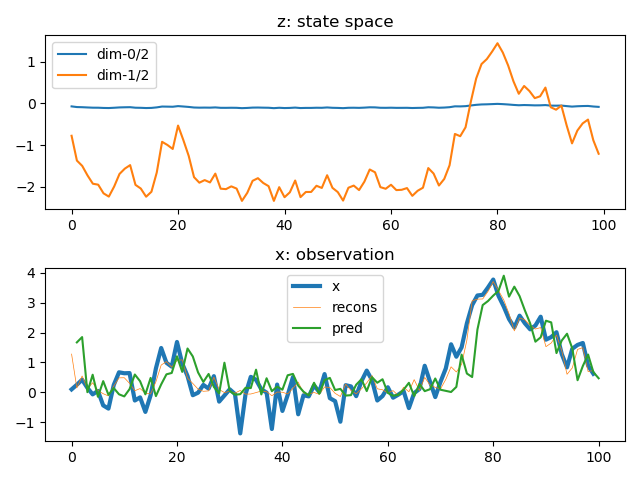 z: state space
dim-0/2
dim-1/2
1
0
−1
−2
0 20 40 60 80 100
x: observation
x
recons
pred
4
3
2
1
0
−1
0 20 40 60 80 100